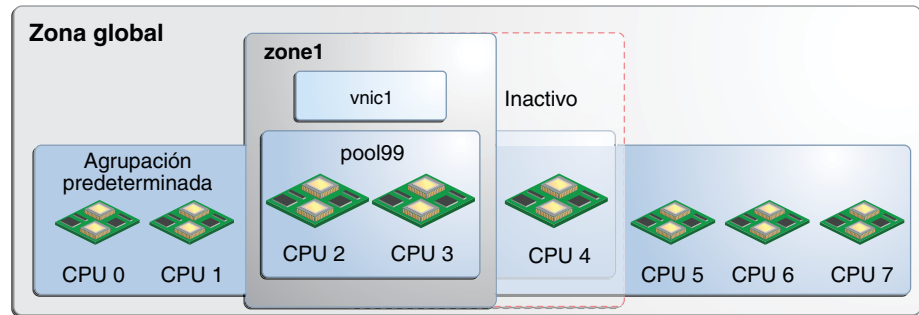 Zona global
zone1
vnic1
Inactivo
Agrupación
predeterminada
pool99
CPU 0
CPU 1
CPU 2
CPU 3
CPU 4
CPU 5
CPU 6
CPU 7